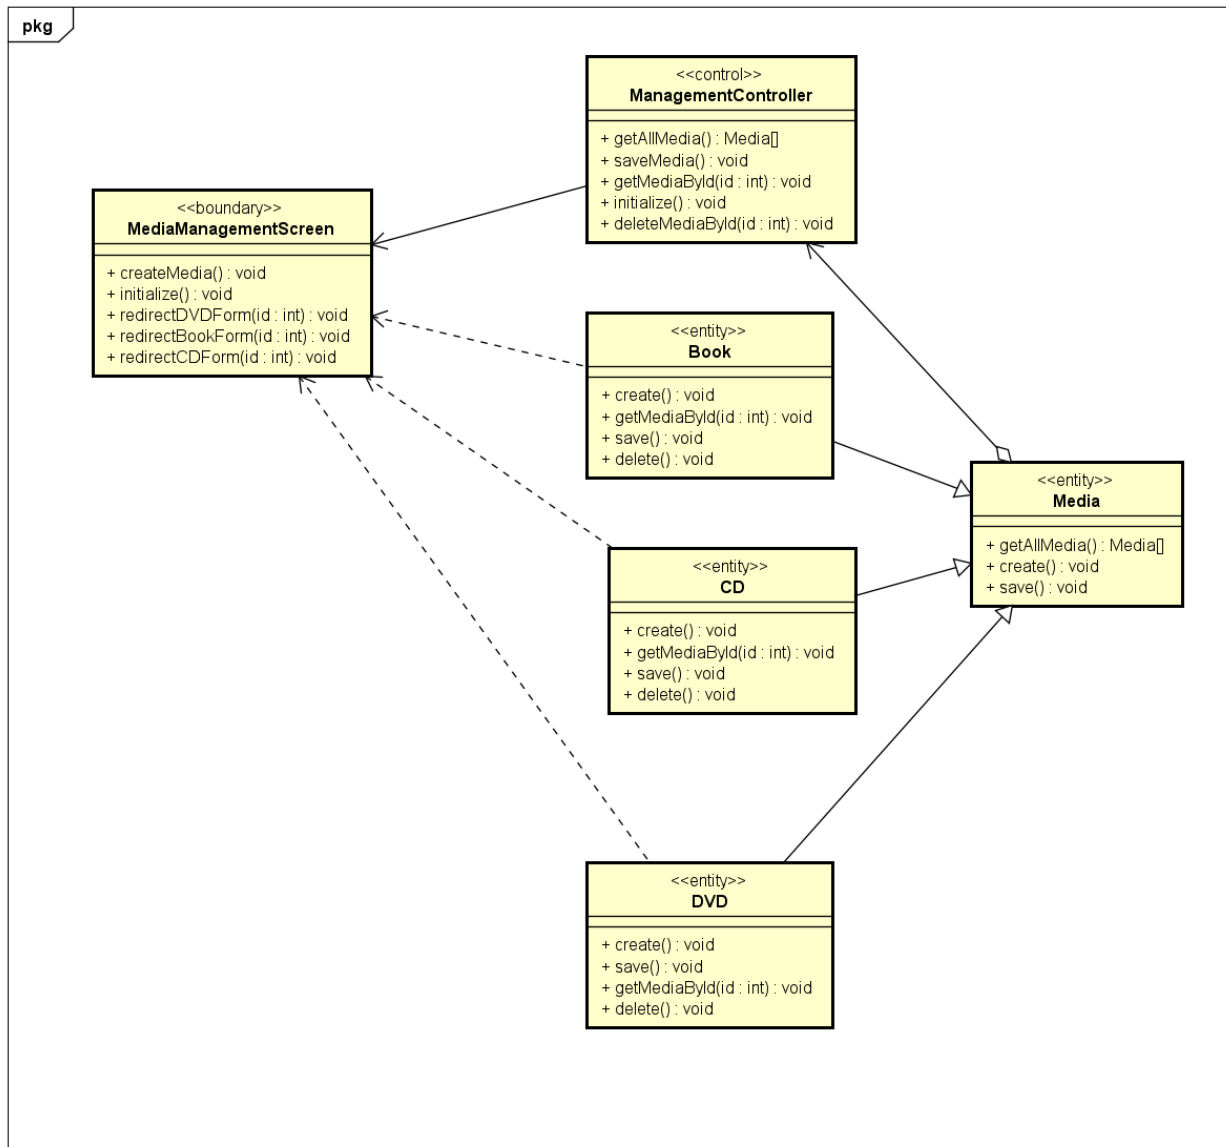 pkg
<<control>>
ManagementController
+ getAllMedia() : Media[]
+ saveMedia() : void
+ getMediaById(id : int) : void
+ initialize() : void
+ deleteMediaById(id : int) : void
<<boundary>>
MediaManagementScreen
+ createMedia() : void
+ initialize() : void
+ redirectDVDForm(id : int) : void
+ redirectBookForm(id : int) : void
+ redirectCDForm(id : int) : void
<<entity>>
Book
+ create() : void
+ getMediaById(id : int) : void
+ save() : void
+ delete() : void
<<entity>>
Media
+ getAllMedia() : Media[]
+ create() : void
+ save() : void
<<entity>>
CD
+ create() : void
+ getMediaById(id : int) : void
+ save() : void
+ delete() : void
<<entity>>
DVD
+ create() : void
+ save() : void
+ getMediaById(id : int) : void
+ delete() : void